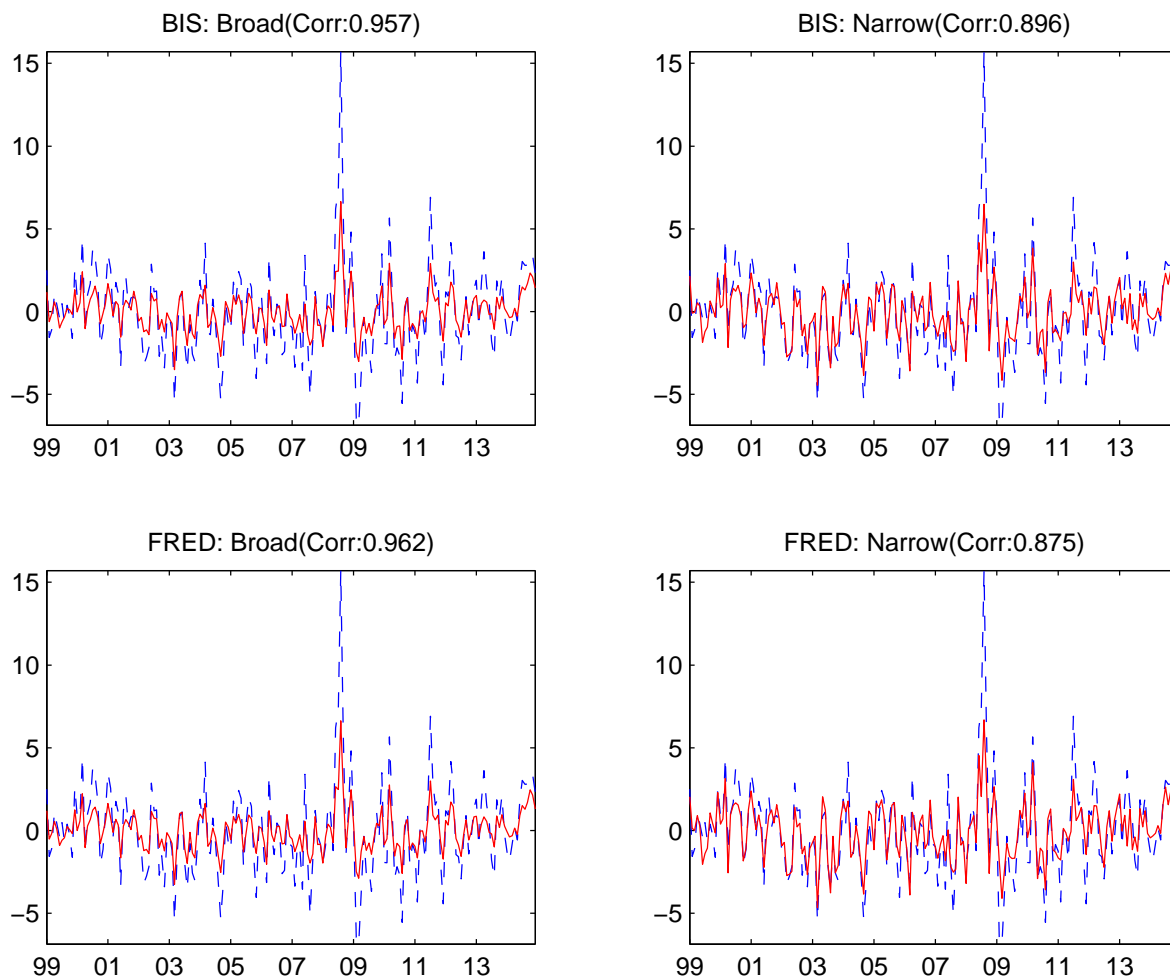 BIS: Broad(Corr:0.957)
15
10
5
0
−5
99 01 03 05 07 09 11 13
BIS: Narrow(Corr:0.896)
15
10
5
0
−5
99 01 03 05 07 09 11 13
FRED: Broad(Corr:0.962)
15
10
5
0
−5
99 01 03 05 07 09 11 13
FRED: Narrow(Corr:0.875)
15
10
5
0
−5
99 01 03 05 07 09 11 13